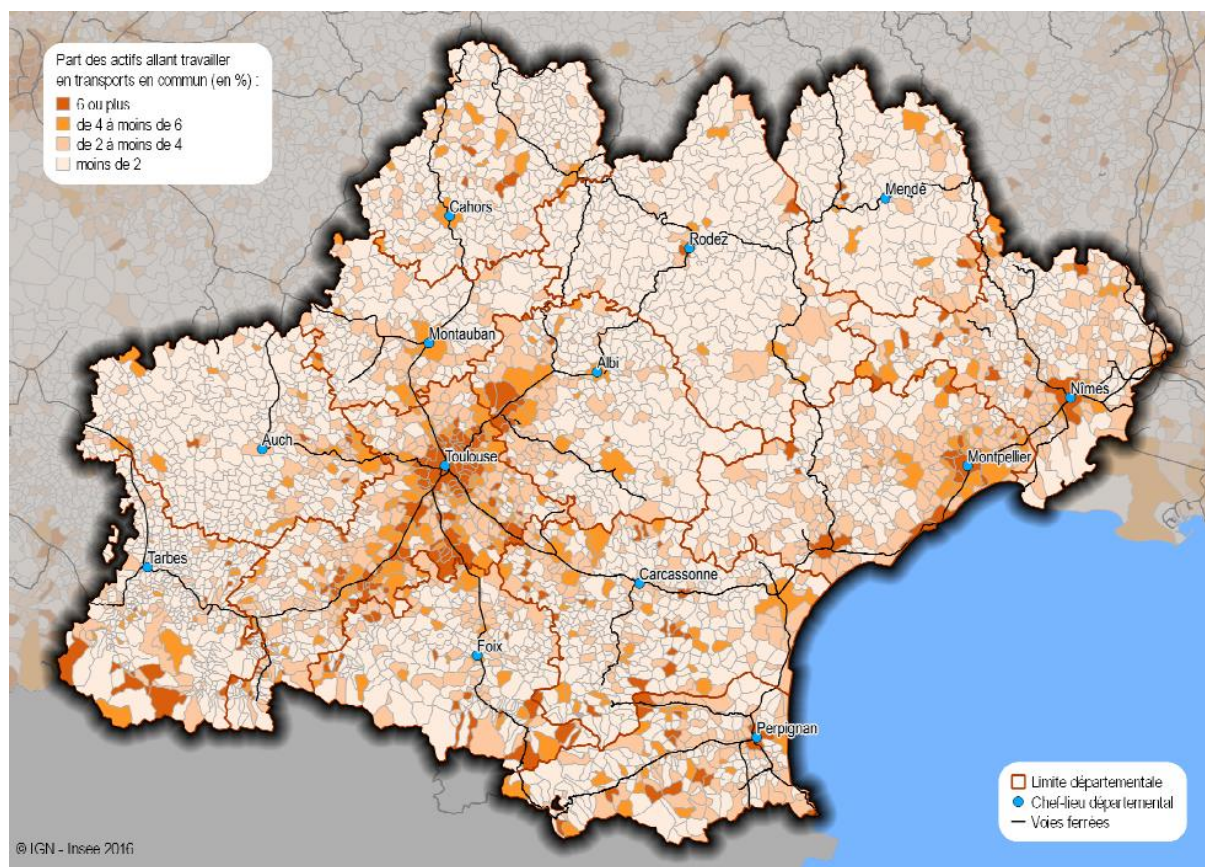 Part des actifs allant travailler
en transports en commun (en %) :
6 ou plus
de 4 à moins de 6
de 2 à moins de 4
moins de 2
Cahors
Mende
Rodez
Montauban
Albi
Nîmes
Auch
Toulouse
Montpellier
Tarbes
Carcassonne
Foix
Perpignan
Limite départementale
Chef-lieu départemental
Voies ferrées
© IGN - Insee 2016